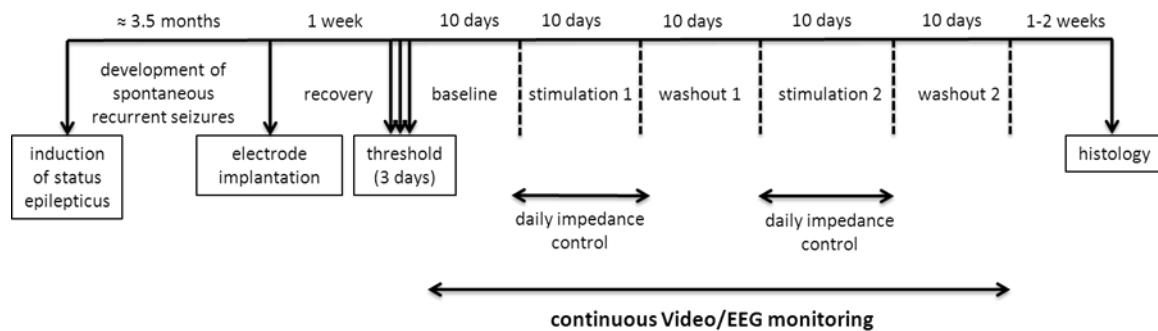 ≈ 3.5 months
1 week
10 days
10 days
10 days
10 days
10 days
1-2 weeks
development of
spontaneous
recurrent seizures
recovery
baseline
stimulation 1
washout 1
stimulation 2
washout 2
induction
of status
epilepticus
electrode
implantation
threshold
(3 days)
histology
daily impedance
control
daily impedance
control
continuous Video/EEG monitoring